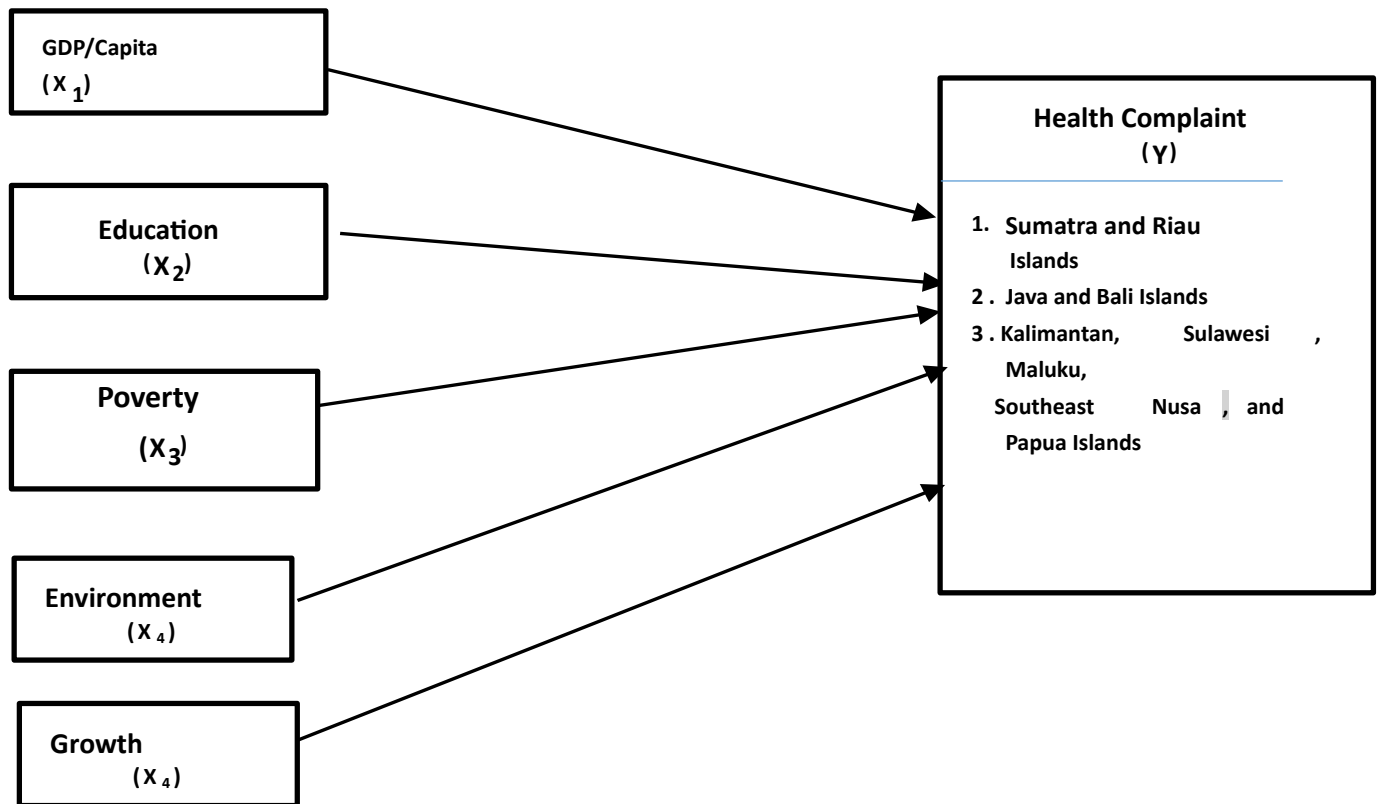 GDP/Capita
(X 1)
Education
(X2)
Poverty
(X3)
Environment
(X 4)
Growth
(X 4)
Health Complaint
(Y)
1. Sumatra and Riau
Islands
2 . Java and Bali Islands
3 . Kalimantan, Sulawesi ,
Maluku,
Southeast Nusa , and
Papua Islands